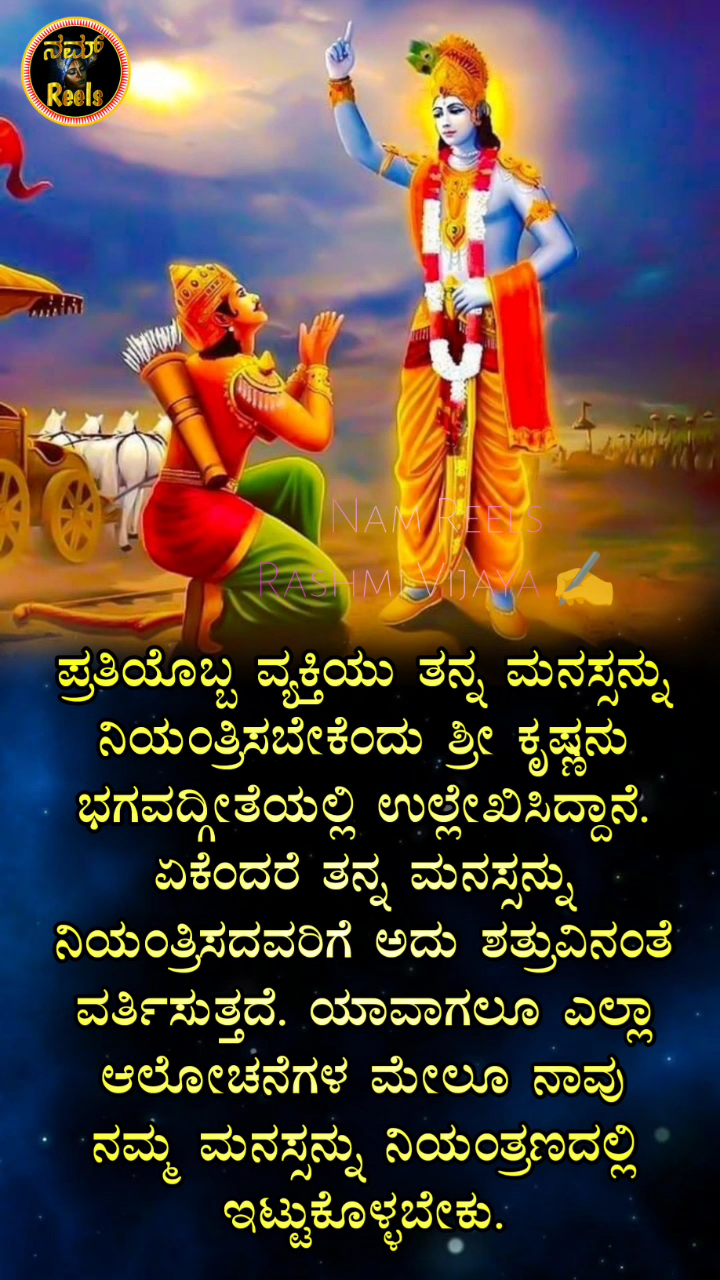 ನಮ್
Reels
NAM REELS
RASHMI VIJAYA
ಪ್ರತಿಯೊಬ್ಬ ವ್ಯಕ್ತಿಯು ತನ್ನ ಮನಸ್ಸನ್ನು
ನಿಯಂತ್ರಿಸಬೇಕೆಂದು ಶ್ರೀ ಕೃಷ್ಣನು
ಭಗವದ್ಗೀತೆಯಲ್ಲಿ ಉಲ್ಲೇಖಿಸಿದ್ದಾನೆ.
ಏಕೆಂದರೆ ತನ್ನ ಮನಸ್ಸನ್ನು
ನಿಯಂತ್ರಿಸದವರಿಗೆ ಅದು ಶತ್ರುವಿನಂತೆ
ವರ್ತಿಸುತ್ತದೆ. ಯಾವಾಗಲೂ ಎಲ್ಲಾ
ಆಲೋಚನೆಗಳ ಮೇಲೂ ನಾವು
ನಮ್ಮ ಮನಸ್ಸನ್ನು ನಿಯಂತ್ರಣದಲ್ಲಿ
ಇಟ್ಟುಕೊಳ್ಳಬೇಕು.